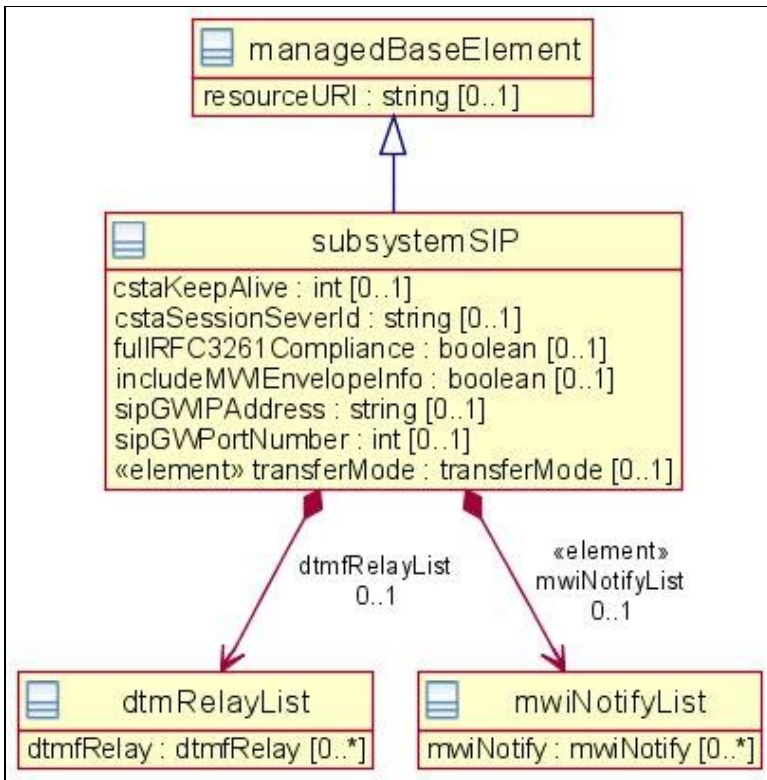 managedBaseElement
resourceURI : string [0..1]
subsystemSIP
cstaKeepAlive : int [0..1]
cstaSessionSeverId : string [0..1]
fullRFC3261Compliance : boolean [0..1]
includeMWIEnvelopeInfo : boolean [0..1]
sipGWIPAddress : string [0..1]
sipGWPortNumber : int [0..1]
«element» transferMode : transferMode [0..1]
dtmfRelayList
0..1
«element»
mwiNotifyList
0..1
dtmRelayList
dtmfRelay : dtmfRelay [0..*]
mwiNotifyList
mwiNotify : mwiNotify [0..*]